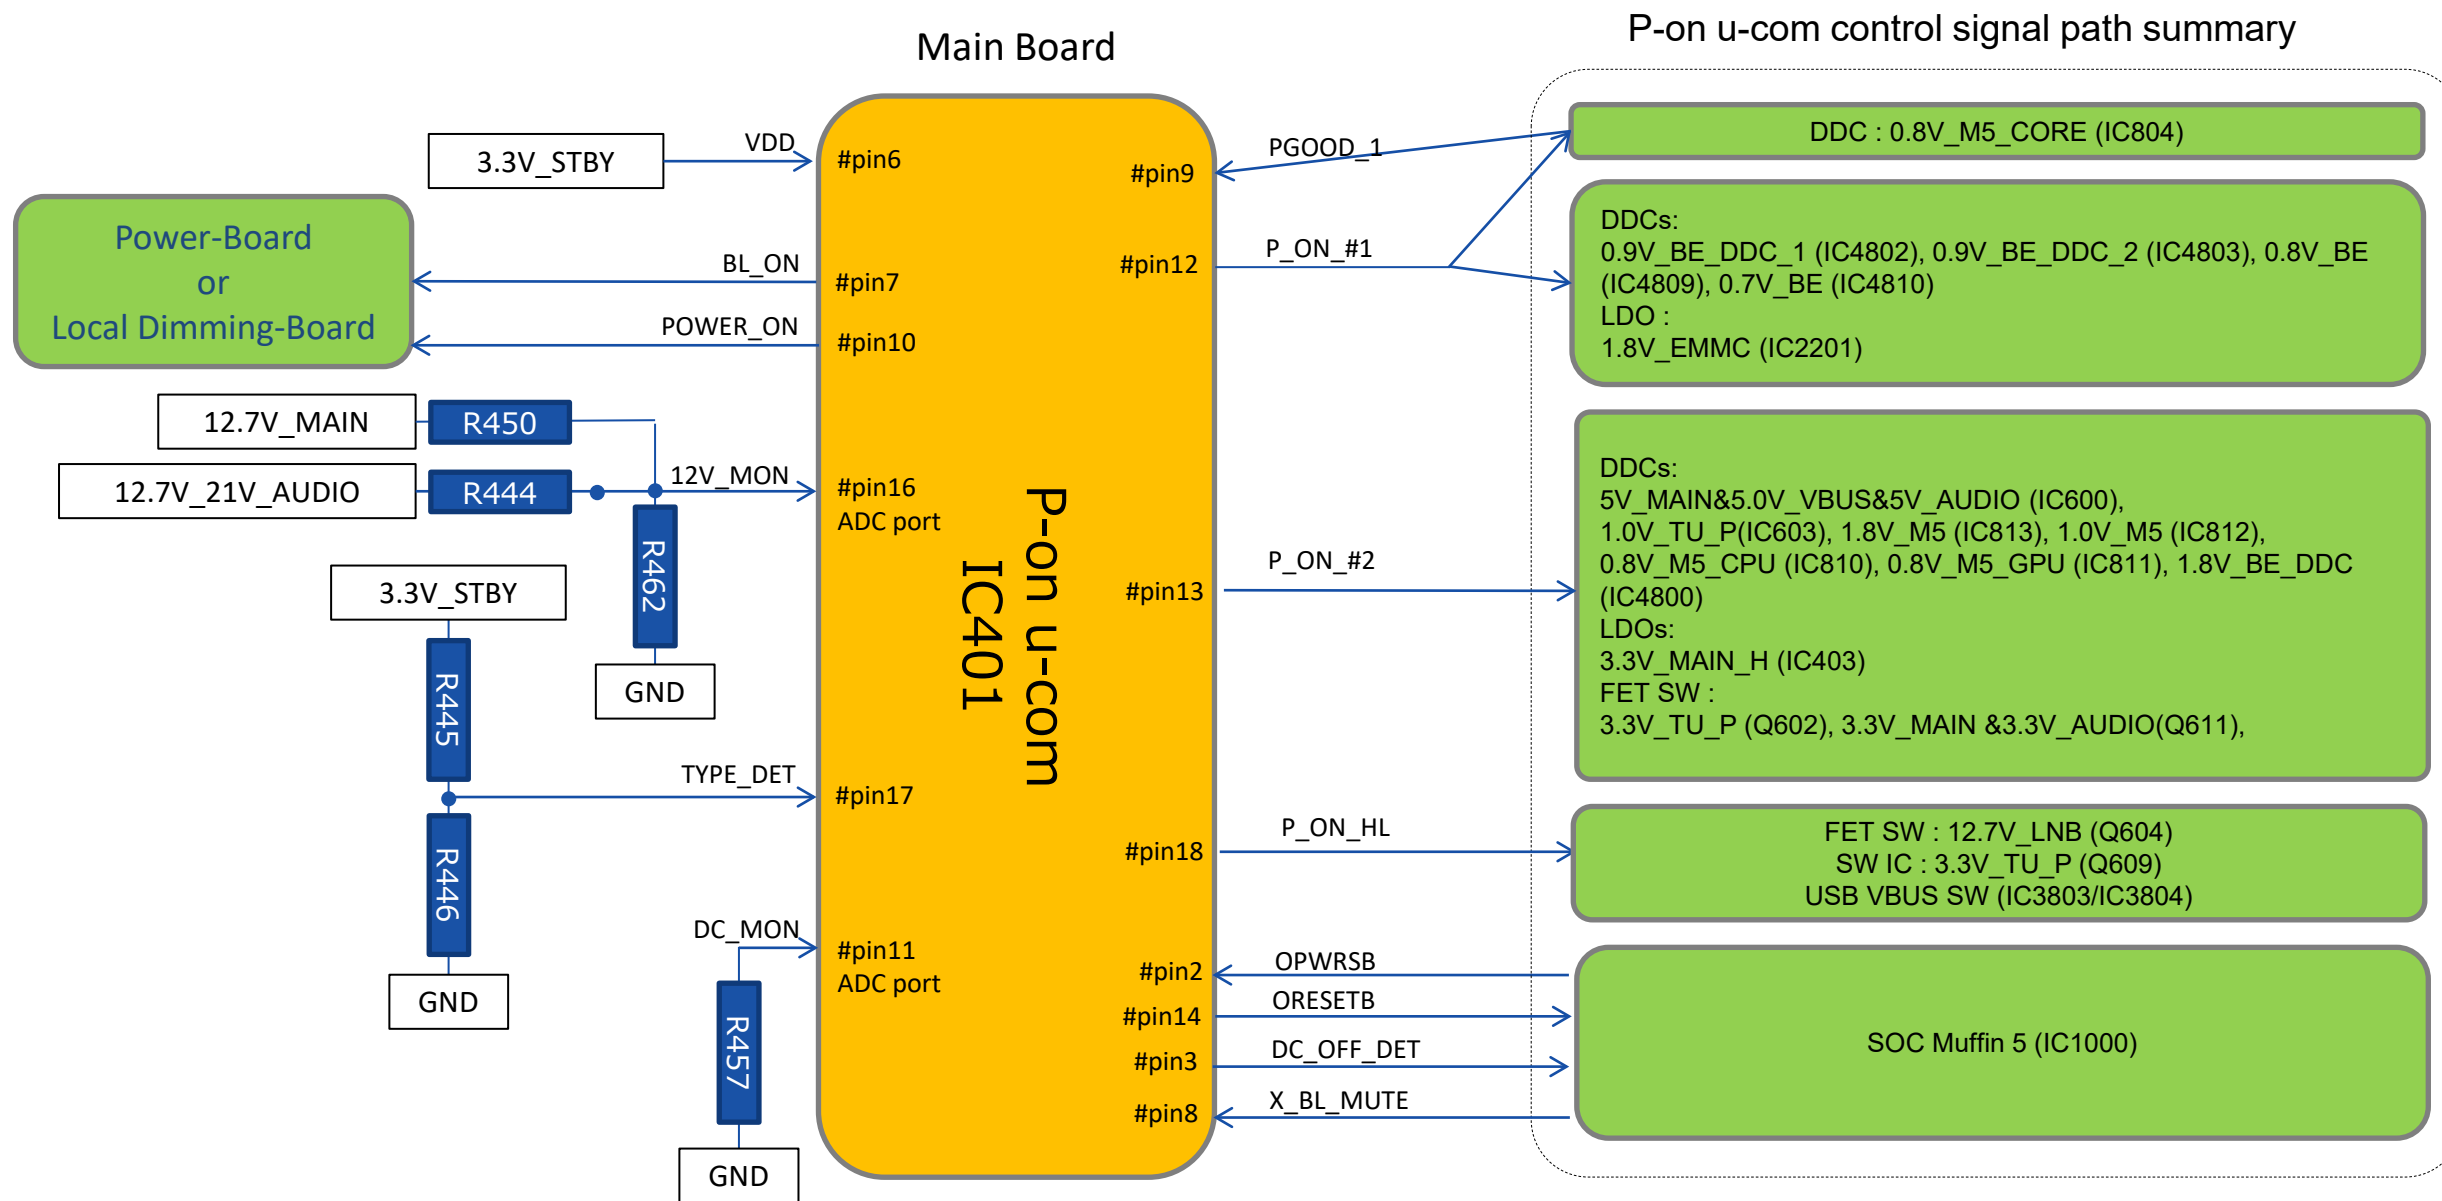 P-on u-com control signal path summary
Main Board
3.3V_STBY
VDD
#pin6
Power-Board
or
Local Dimming-Board
BL_ON
#pin7
POWER_ON
#pin10
12.7V_MAIN
R450
12.7V_21V_AUDIO
R444
12V_MON
#pin16
ADC port
R462
GND
3.3V_STBY
R445
TYPE_DET
#pin17
R446
GND
DC_MON
#pin11
ADC port
R457
GND
P-on u-com
IC401
#pin9
PGOOD_1
#pin12
P_ON_#1
#pin13
P_ON_#2
#pin18
P_ON_HL
#pin2
OPWRSB
#pin14
ORESETB
#pin3
DC_OFF_DET
#pin8
X_BL_MUTE
DDC : 0.8V_M5_CORE (IC804)
DDCs:
0.9V_BE_DDC_1 (IC4802), 0.9V_BE_DDC_2 (IC4803), 0.8V_BE
(IC4809), 0.7V_BE (IC4810)
LDO :
1.8V_EMMC (IC2201)
DDCs:
5V_MAIN&5.0V_VBUS&5V_AUDIO (IC600),
1.0V_TU_P(IC603), 1.8V_M5 (IC813), 1.0V_M5 (IC812),
0.8V_M5_CPU (IC810), 0.8V_M5_GPU (IC811), 1.8V_BE_DDC
(IC4800)
LDOs:
3.3V_MAIN_H (IC403)
FET SW :
3.3V_TU_P (Q602), 3.3V_MAIN &3.3V_AUDIO(Q611),
FET SW : 12.7V_LNB (Q604)
SW IC : 3.3V_TU_P (Q609)
USB VBUS SW (IC3803/IC3804)
SOC Muffin 5 (IC1000)